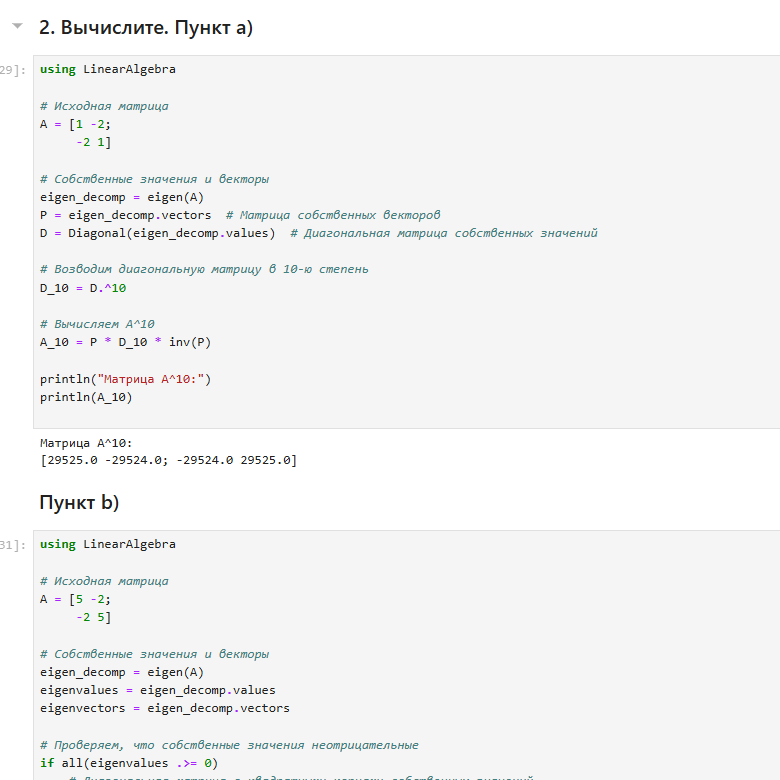 2. Вычислите. Пункт a)
29]:
using LinearAlgebra
# Исходная матрица
A = [1 -2;
-2 1]
# Собственные значения и векторы
eigen_decomp = eigen(A)
P = eigen_decomp.vectors  # Матрица собственных векторов
D = Diagonal(eigen_decomp.values)  # Диагональная матрица собственных значений
# Возводим диагональную матрицу в 10-ю степень
D_10 = D.^10
# Вычисляем A^10
A_10 = P * D_10 * inv(P)
println("Матрица A^10:")
println(A_10)
Матрица A^10:
[29525.0 -29524.0; -29524.0 29525.0]
Пункт b)
31]:
using LinearAlgebra
# Исходная матрица
A = [5 -2;
-2 5]
# Собственные значения и векторы
eigen_decomp = eigen(A)
eigenvalues = eigen_decomp.values
eigenvectors = eigen_decomp.vectors
# Проверяем, что собственные значения неотрицательные
if all(eigenvalues .>= 0)